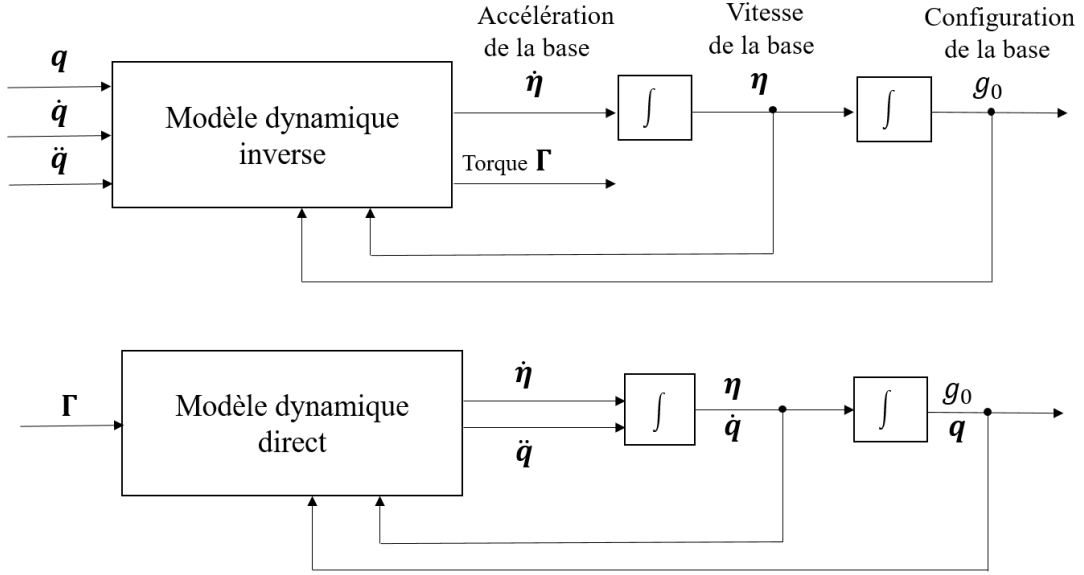 Accélération
de la base
η̇
Vitesse
de la base
η
Configuration
de la base
g₀
q
q̇
q̈
Modèle dynamique
inverse
∫
∫
Torque Γ
Γ
Modèle dynamique
direct
η̇
q̈
∫
η
q̇
∫
g₀
q